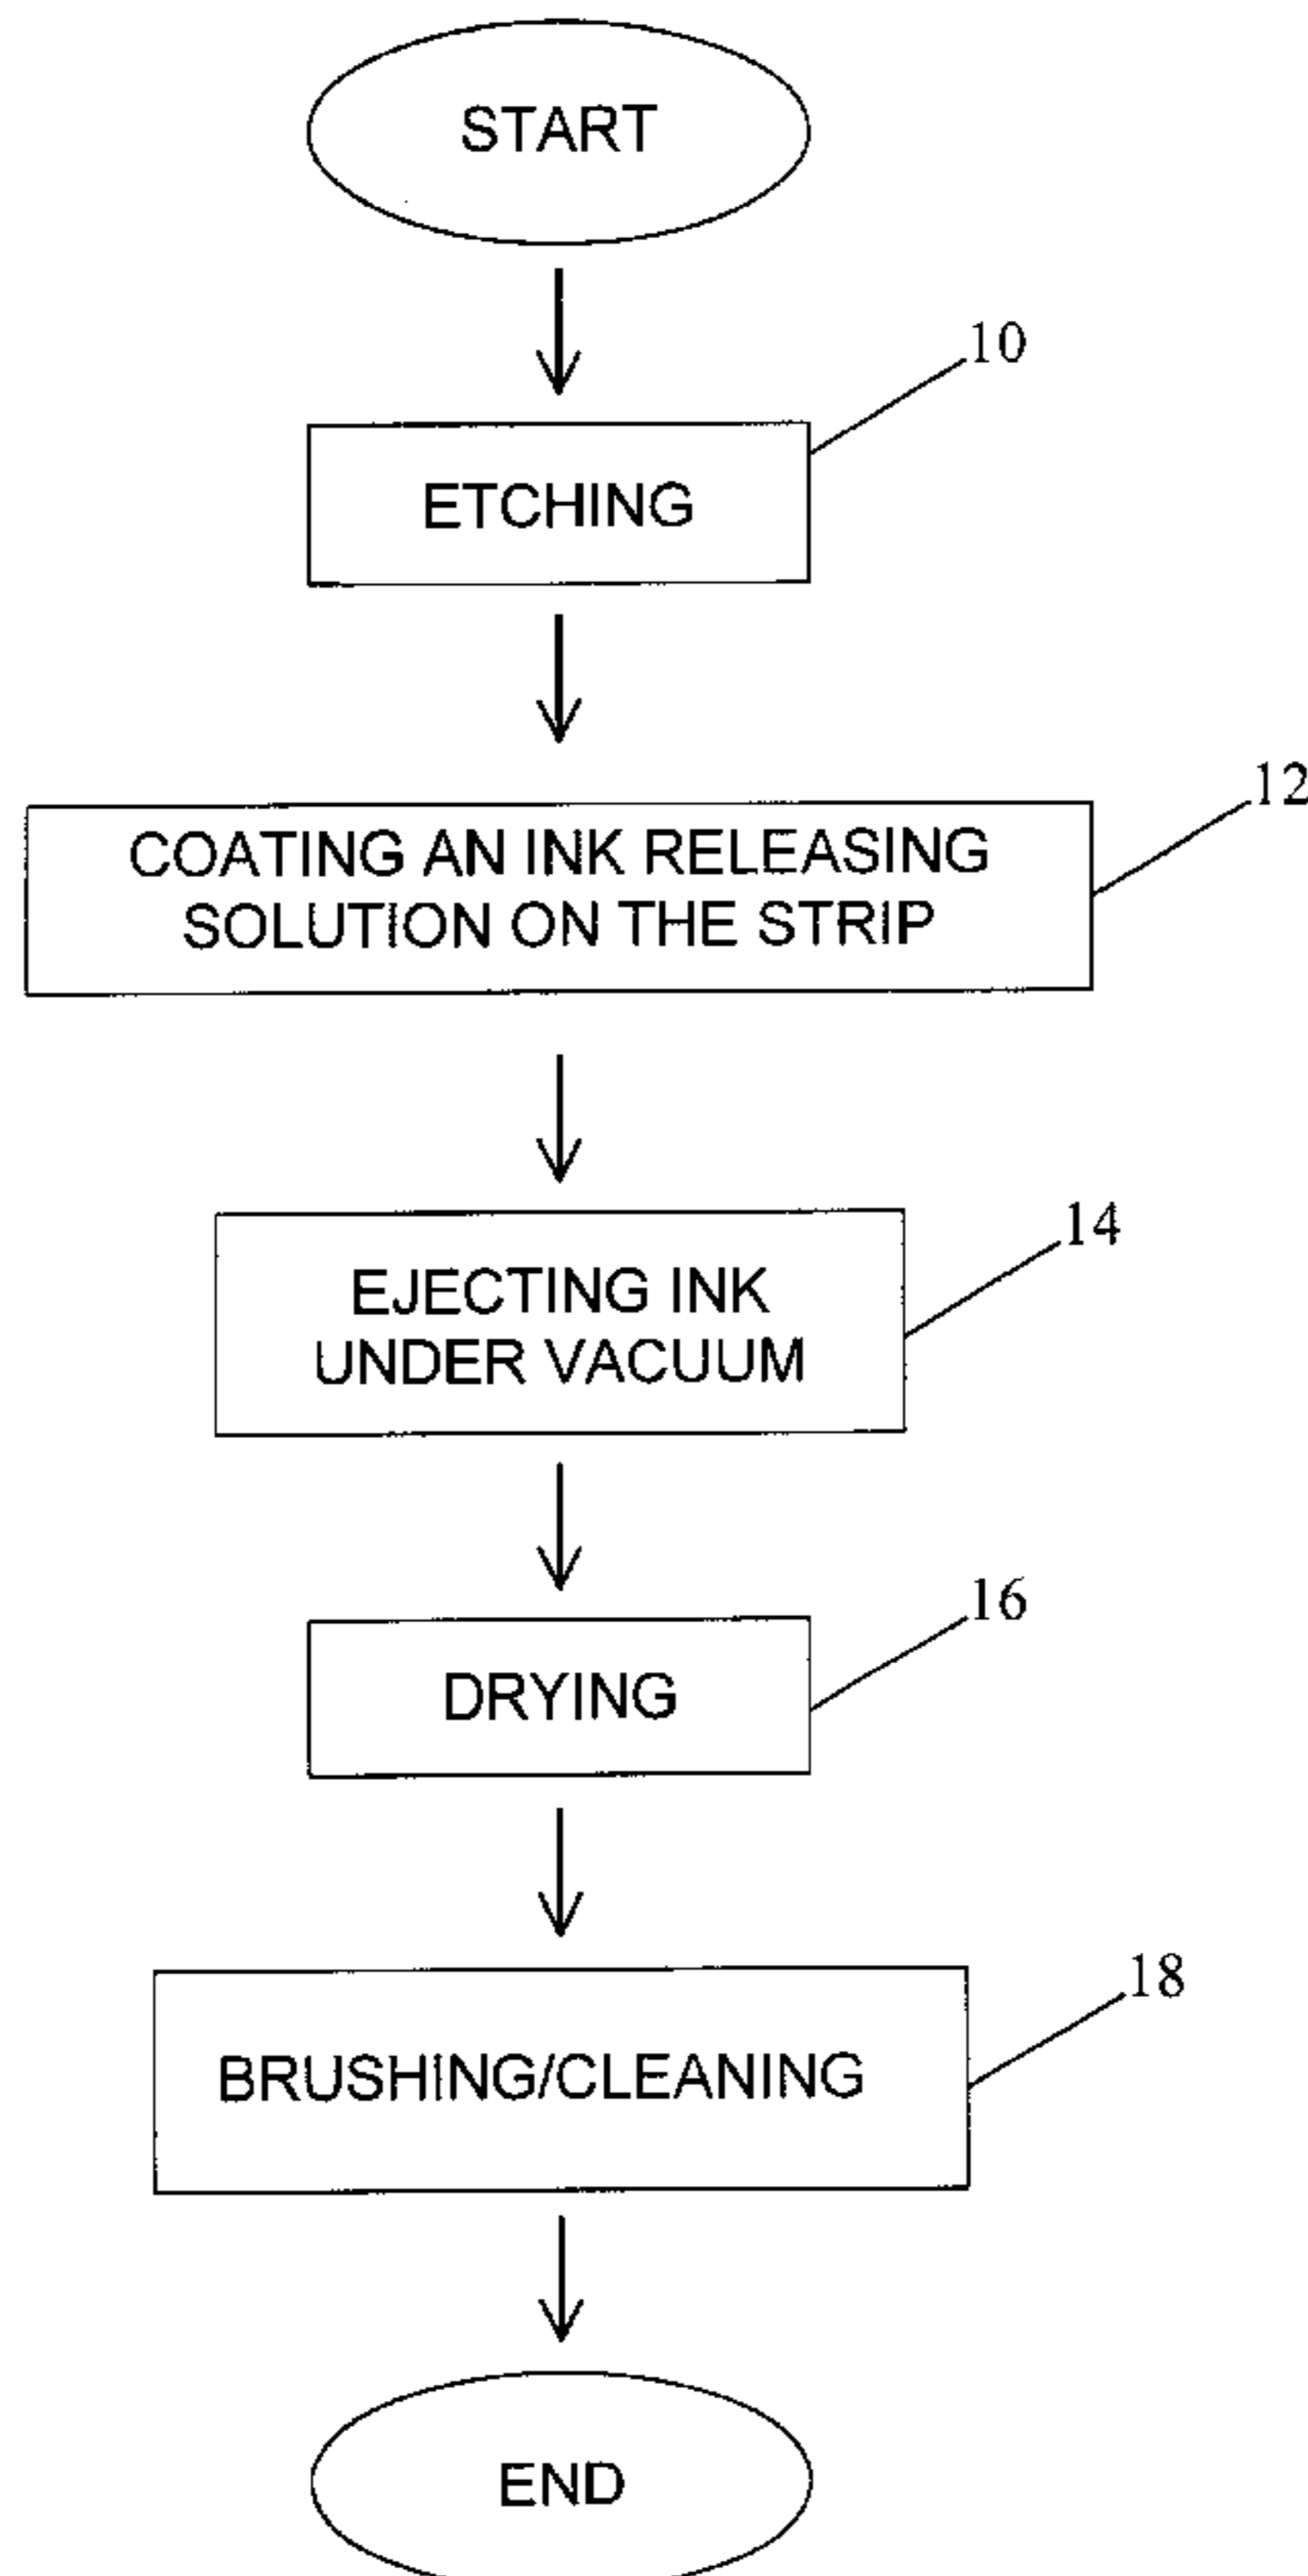 START
10
ETCHING
12
COATING AN INK RELEASING
SOLUTION ON THE STRIP
14
EJECTING INK
UNDER VACUUM
16
DRYING
18
BRUSHING/CLEANING
END